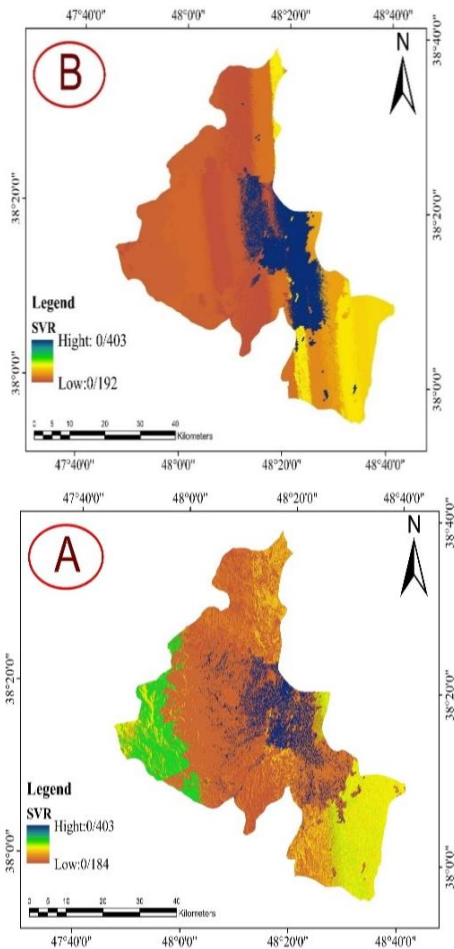 47°40'0"
48°0'0"
48°20'0"
48°40'0"
B
N
38°40'0"
38°20'0"
38°20'0"
38°0'0"
38°0'0"
Legend
SVR
Hight: 0/403
Low:0/192
0 5 10 20 30 40
Kilometers
47°40'0"
48°0'0"
48°20'0"
48°40'0"
47°40'0"
48°0'0"
48°20'0"
48°40'0"
A
N
38°40'0"
38°20'0"
38°20'0"
38°0'0"
38°0'0"
Legend
SVR
Hight:0/403
Low:0/184
0 5 10 20 30 40
Kilometers
47°40'0"
48°0'0"
48°20'0"
48°40'0"